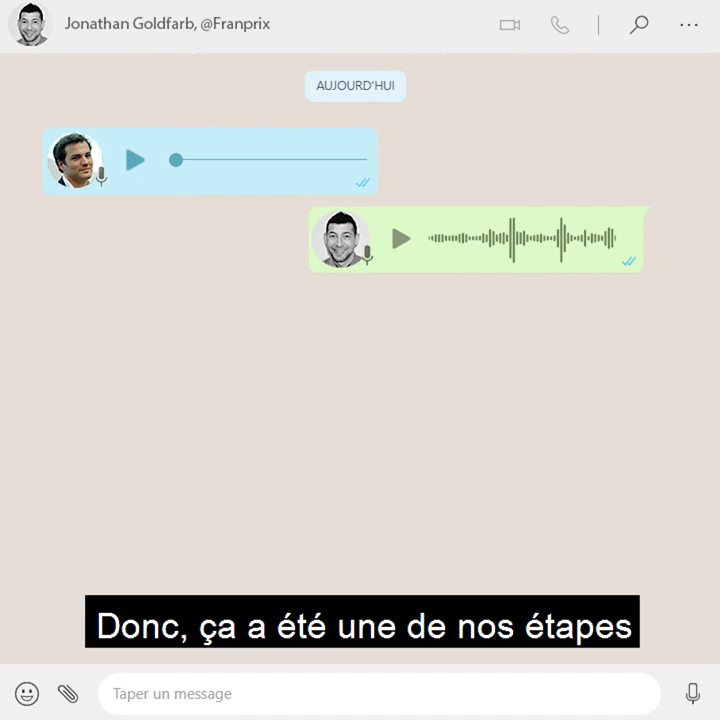 Jonathan Goldfarb, @Franprix
AUJOURD'HUI
Donc, ça a été une de nos étapes
Taper un message